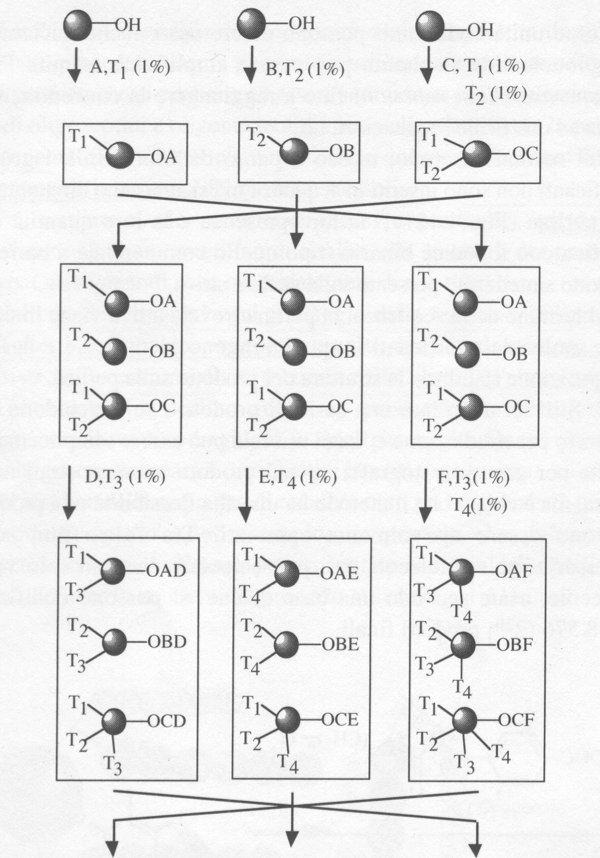 OH OH OH
A,T1 (1%) B,T2 (1%) C, T1 (1%)
T2 (1%)
T1 T2 T1
OA OB OC
T2
T1 T1 T1
OA OA OA
T2 T2 T2
OB OB OB
T1 T1 T1
OC OC OC
T2 T2 T2
D,T3 (1%) E,T4 (1%) F,T3 (1%)
T4(1%)
T1 T1 T1
OAD OAE OAF
T3 T4 T4
T2 T2 T2
OBD OBE OBF
T3 T4 T3
T4
T1 T1 T1
OCD OCE OCF
T2 T2 T2
T3 T4 T3 T4